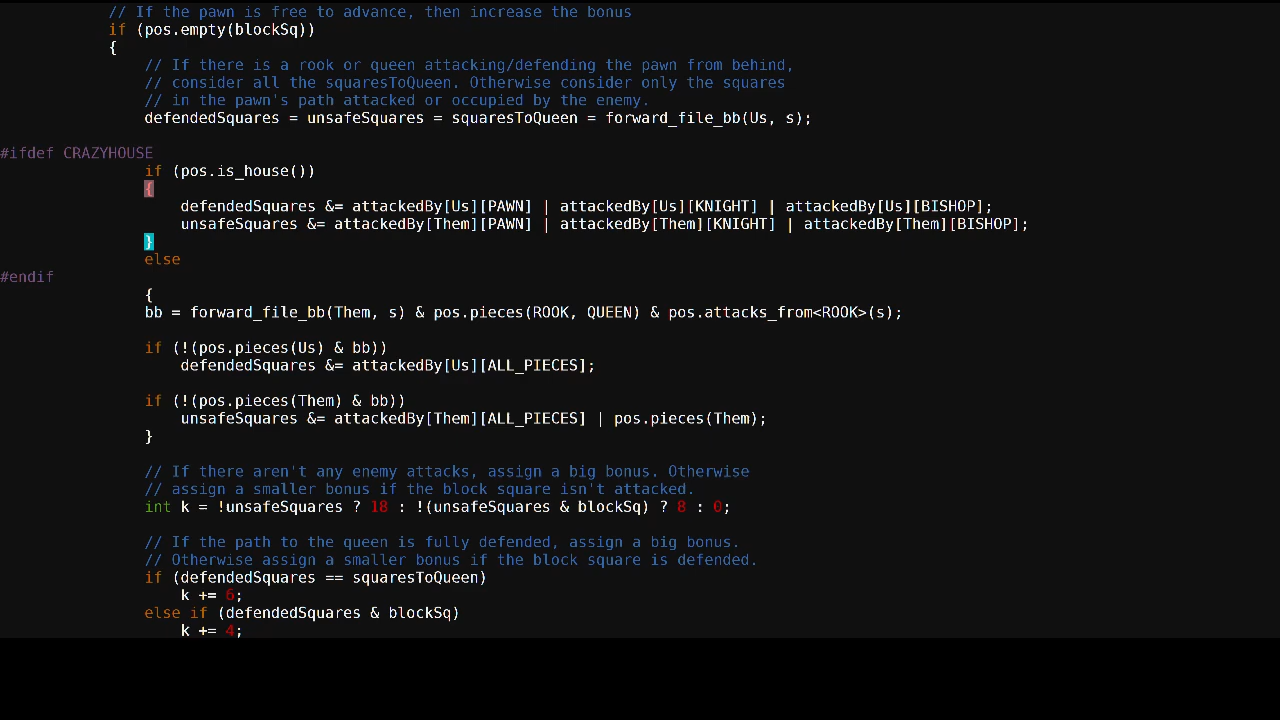 // If the pawn is free to advance, then increase the bonus
if (pos.empty(blockSq))
{
// If there is a rook or queen attacking/defending the pawn from behind,
// consider all the squaresToQueen. Otherwise consider only the squares
// in the pawn's path attacked or occupied by the enemy.
defendedSquares = unsafeSquares = squaresToQueen = forward_file_bb(Us, s);
#ifdef CRAZYHOUSE
if (pos.is_house())
{
defendedSquares &= attackedBy[Us][PAWN] | attackedBy[Us][KNIGHT] | attackedBy[Us][BISHOP];
unsafeSquares &= attackedBy[Them][PAWN] | attackedBy[Them][KNIGHT] | attackedBy[Them][BISHOP];
}
else
#endif
{
bb = forward_file_bb(Them, s) & pos.pieces(ROOK, QUEEN) & pos.attacks_from<ROOK>(s);
if (!(pos.pieces(Us) & bb))
defendedSquares &= attackedBy[Us][ALL_PIECES];
if (!(pos.pieces(Them) & bb))
unsafeSquares &= attackedBy[Them][ALL_PIECES] | pos.pieces(Them);
}
// If there aren't any enemy attacks, assign a big bonus. Otherwise
// assign a smaller bonus if the block square isn't attacked.
int k = !unsafeSquares ? 18 : !(unsafeSquares & blockSq) ? 8 : 0;
// If the path to the queen is fully defended, assign a big bonus.
// Otherwise assign a smaller bonus if the block square is defended.
if (defendedSquares == squaresToQueen)
k += 6;
else if (defendedSquares & blockSq)
k += 4;